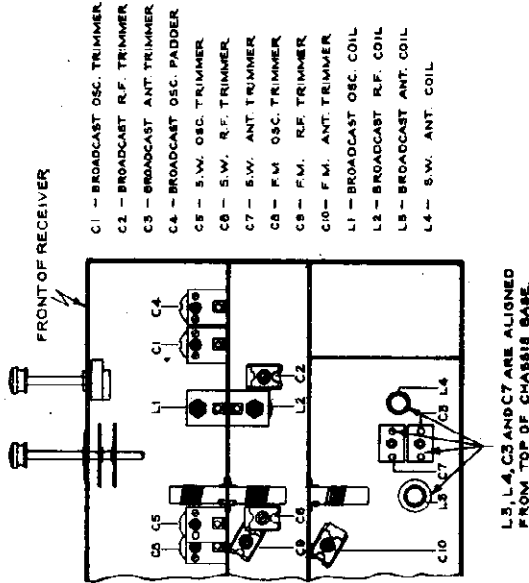 FRONT OF RECEIVER
C1 — BROADCAST OSC. TRIMMER
C2 — BROADCAST R.F. TRIMMER
C3 — BROADCAST ANT. TRIMMER
C4 — BROADCAST OSC. PADDER
C5 — S.W. OSC. TRIMMER
C6 — S.W. R.F. TRIMMER
C7 — S.W. ANT. TRIMMER
C8 — F.M OSC. TRIMMER
C9 — F.M. R.F. TRIMMER
C10 — F.M. ANT. TRIMMER
L1 — BROADCAST OSC. COIL
L2 — BROADCAST R.F. COIL
L3 — BROADCAST ANT. COIL
L4 — S.W. ANT. COIL
C8
C5
L1
C1
C4
C9
C6
L2
C2
C10
L3
C7
C3
L4
L3, L4, C3 AND C7 ARE ALIGNED
FROM TOP OF CHASSIS BASE.